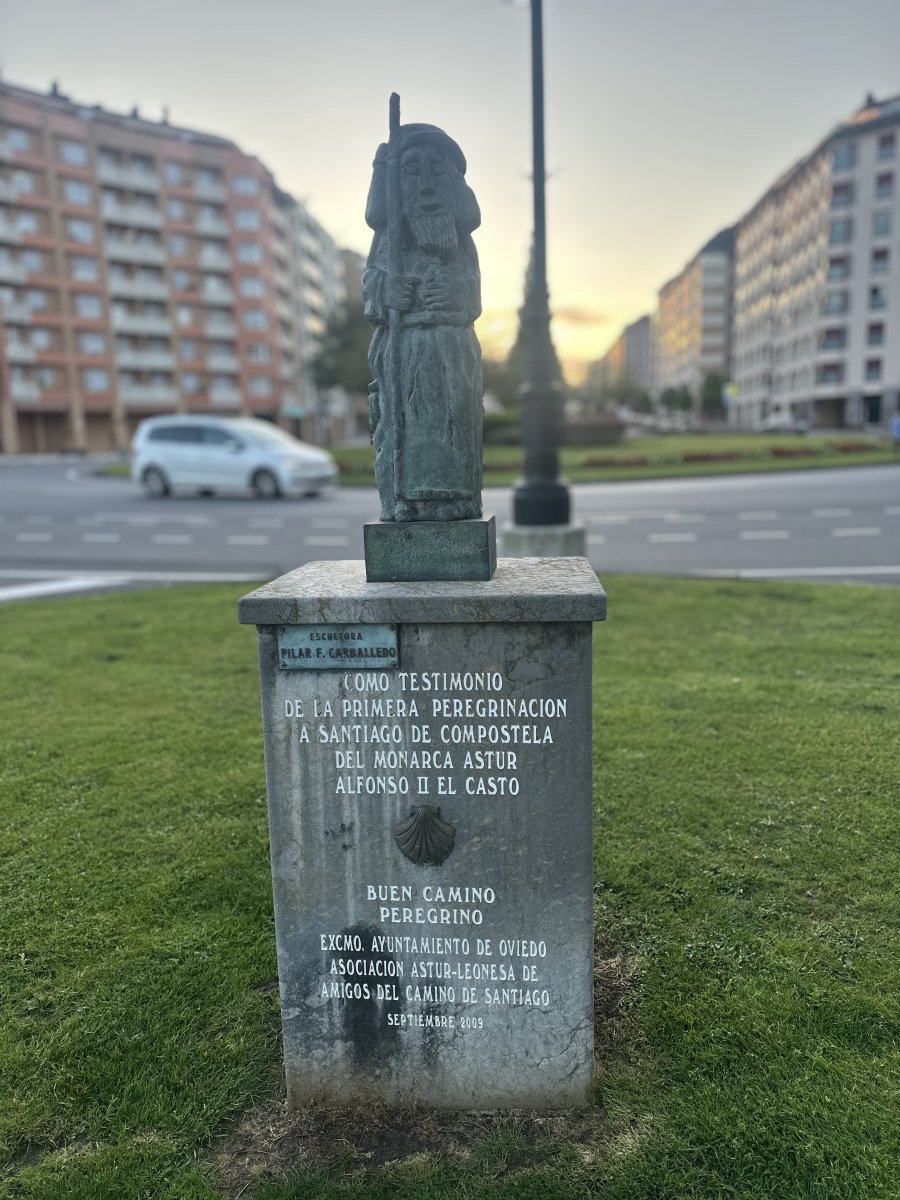 ESCULTORA
PILAR F. CARBALLEDO
COMO TESTIMONIO
DE LA PRIMERA PEREGRINACION
A SANTIAGO DE COMPOSTELA
DEL MONARCA ASTUR
ALFONSO II EL CASTO
BUEN CAMINO
PEREGRINO
EXCMO. AYUNTAMIENTO DE OVIEDO
ASOCIACION ASTUR-LEONESA DE
AMIGOS DEL CAMINO DE SANTIAGO
SEPTIEMBRE 2009